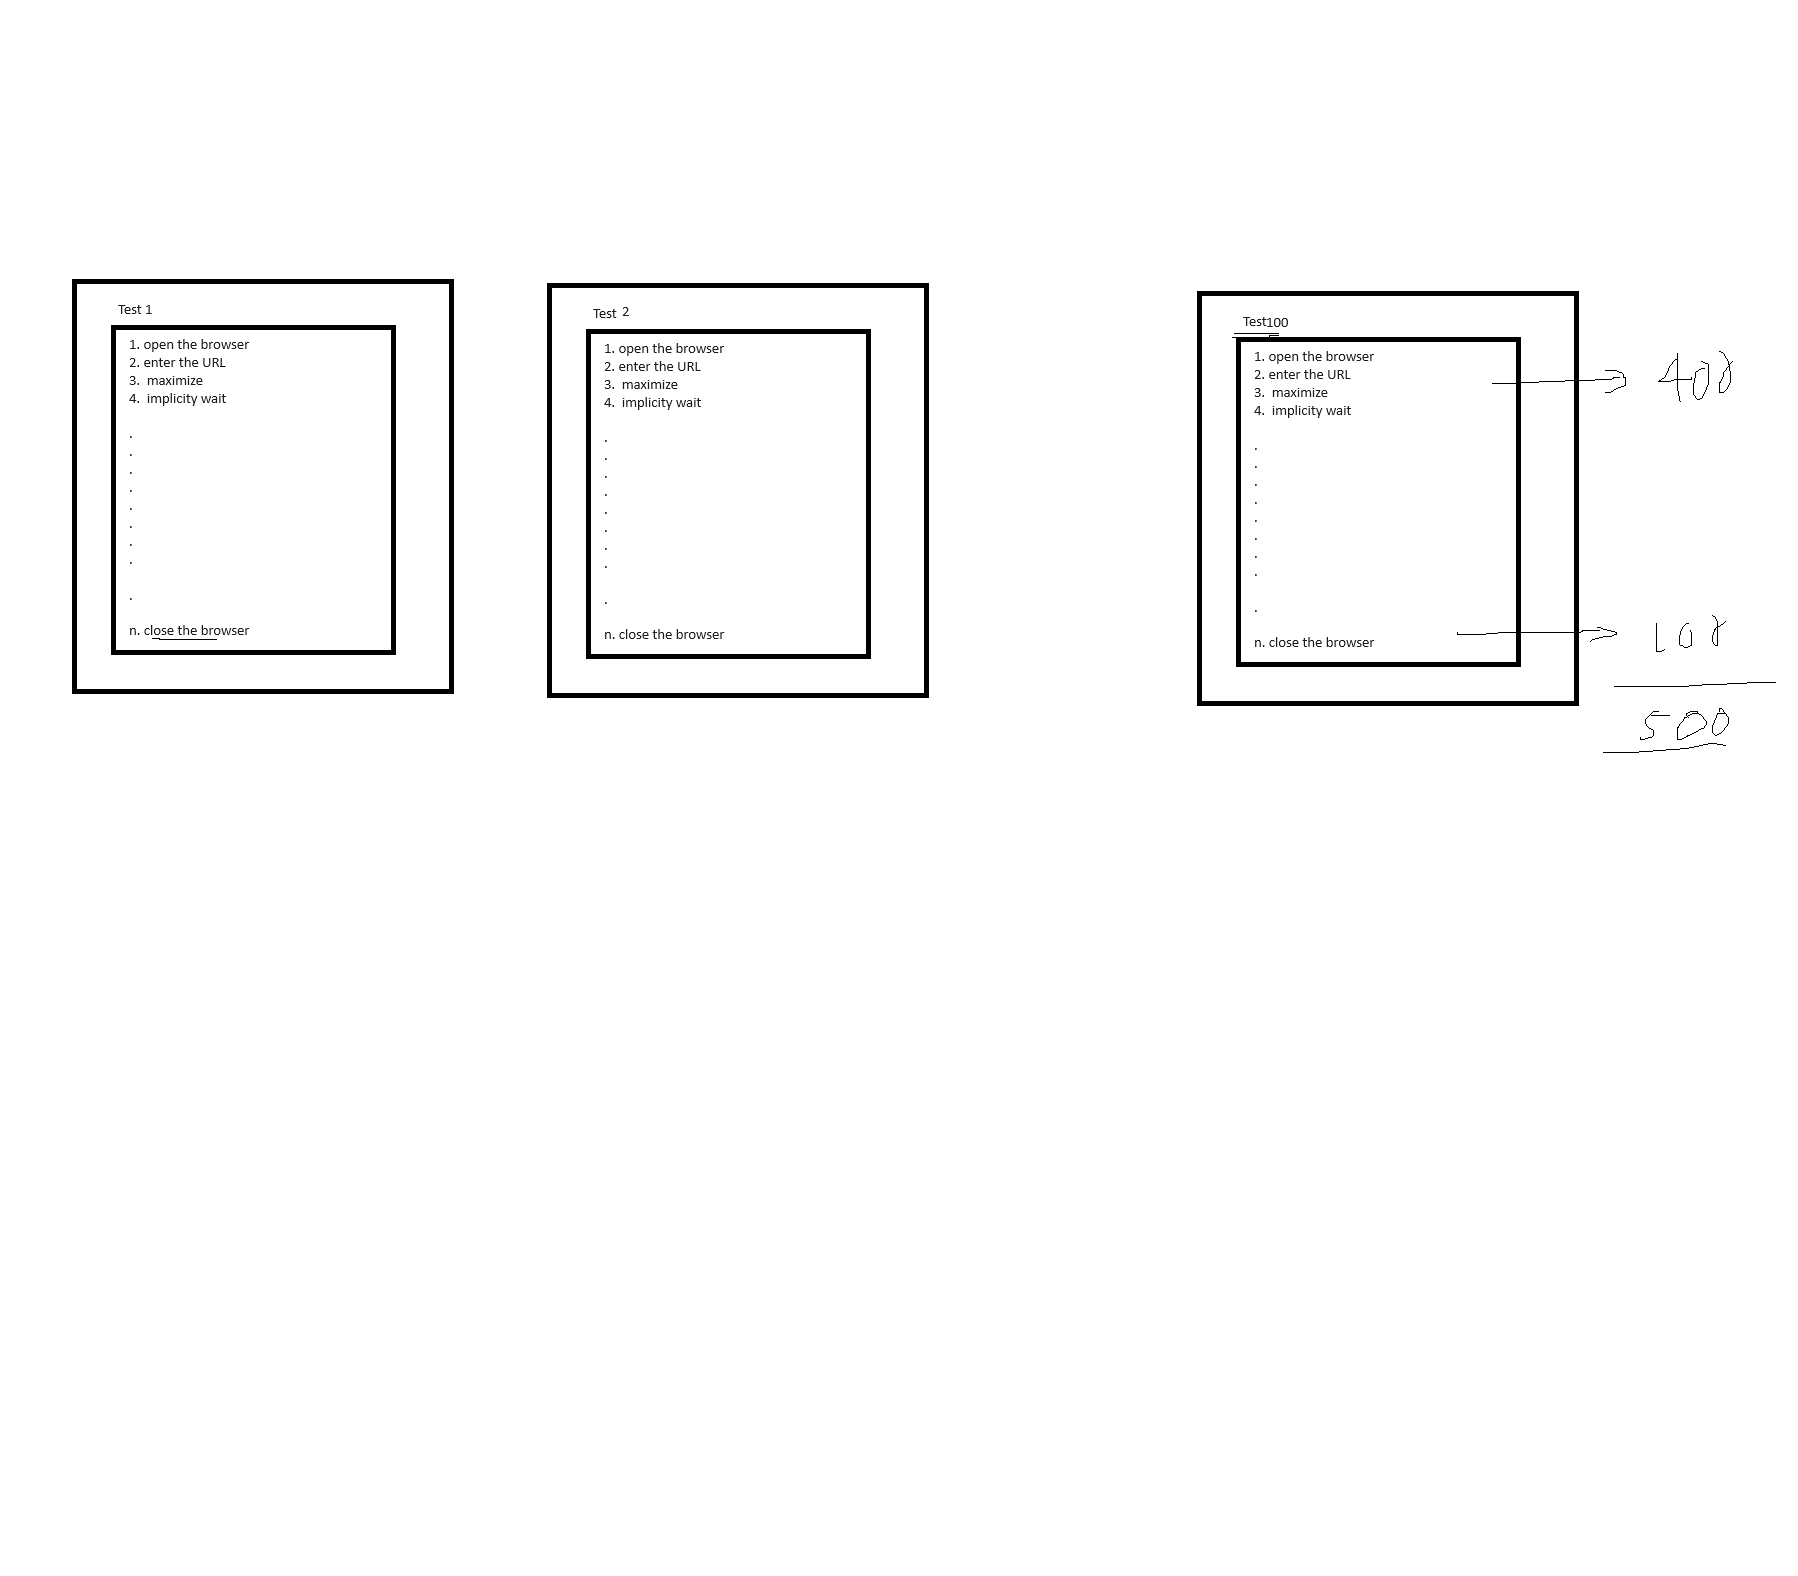 Test 1
1. open the browser
2. enter the URL
3.  maximize
4.  implicity wait
.
.
.
.
.
.
.
.
.
n. close the browser
Test 2
1. open the browser
2. enter the URL
3.  maximize
4.  implicity wait
.
.
.
.
.
.
.
.
.
n. close the browser
Test100
1. open the browser
2. enter the URL
3.  maximize
4.  implicity wait
.
.
.
.
.
.
.
.
.
n. close the browser
400
100
500